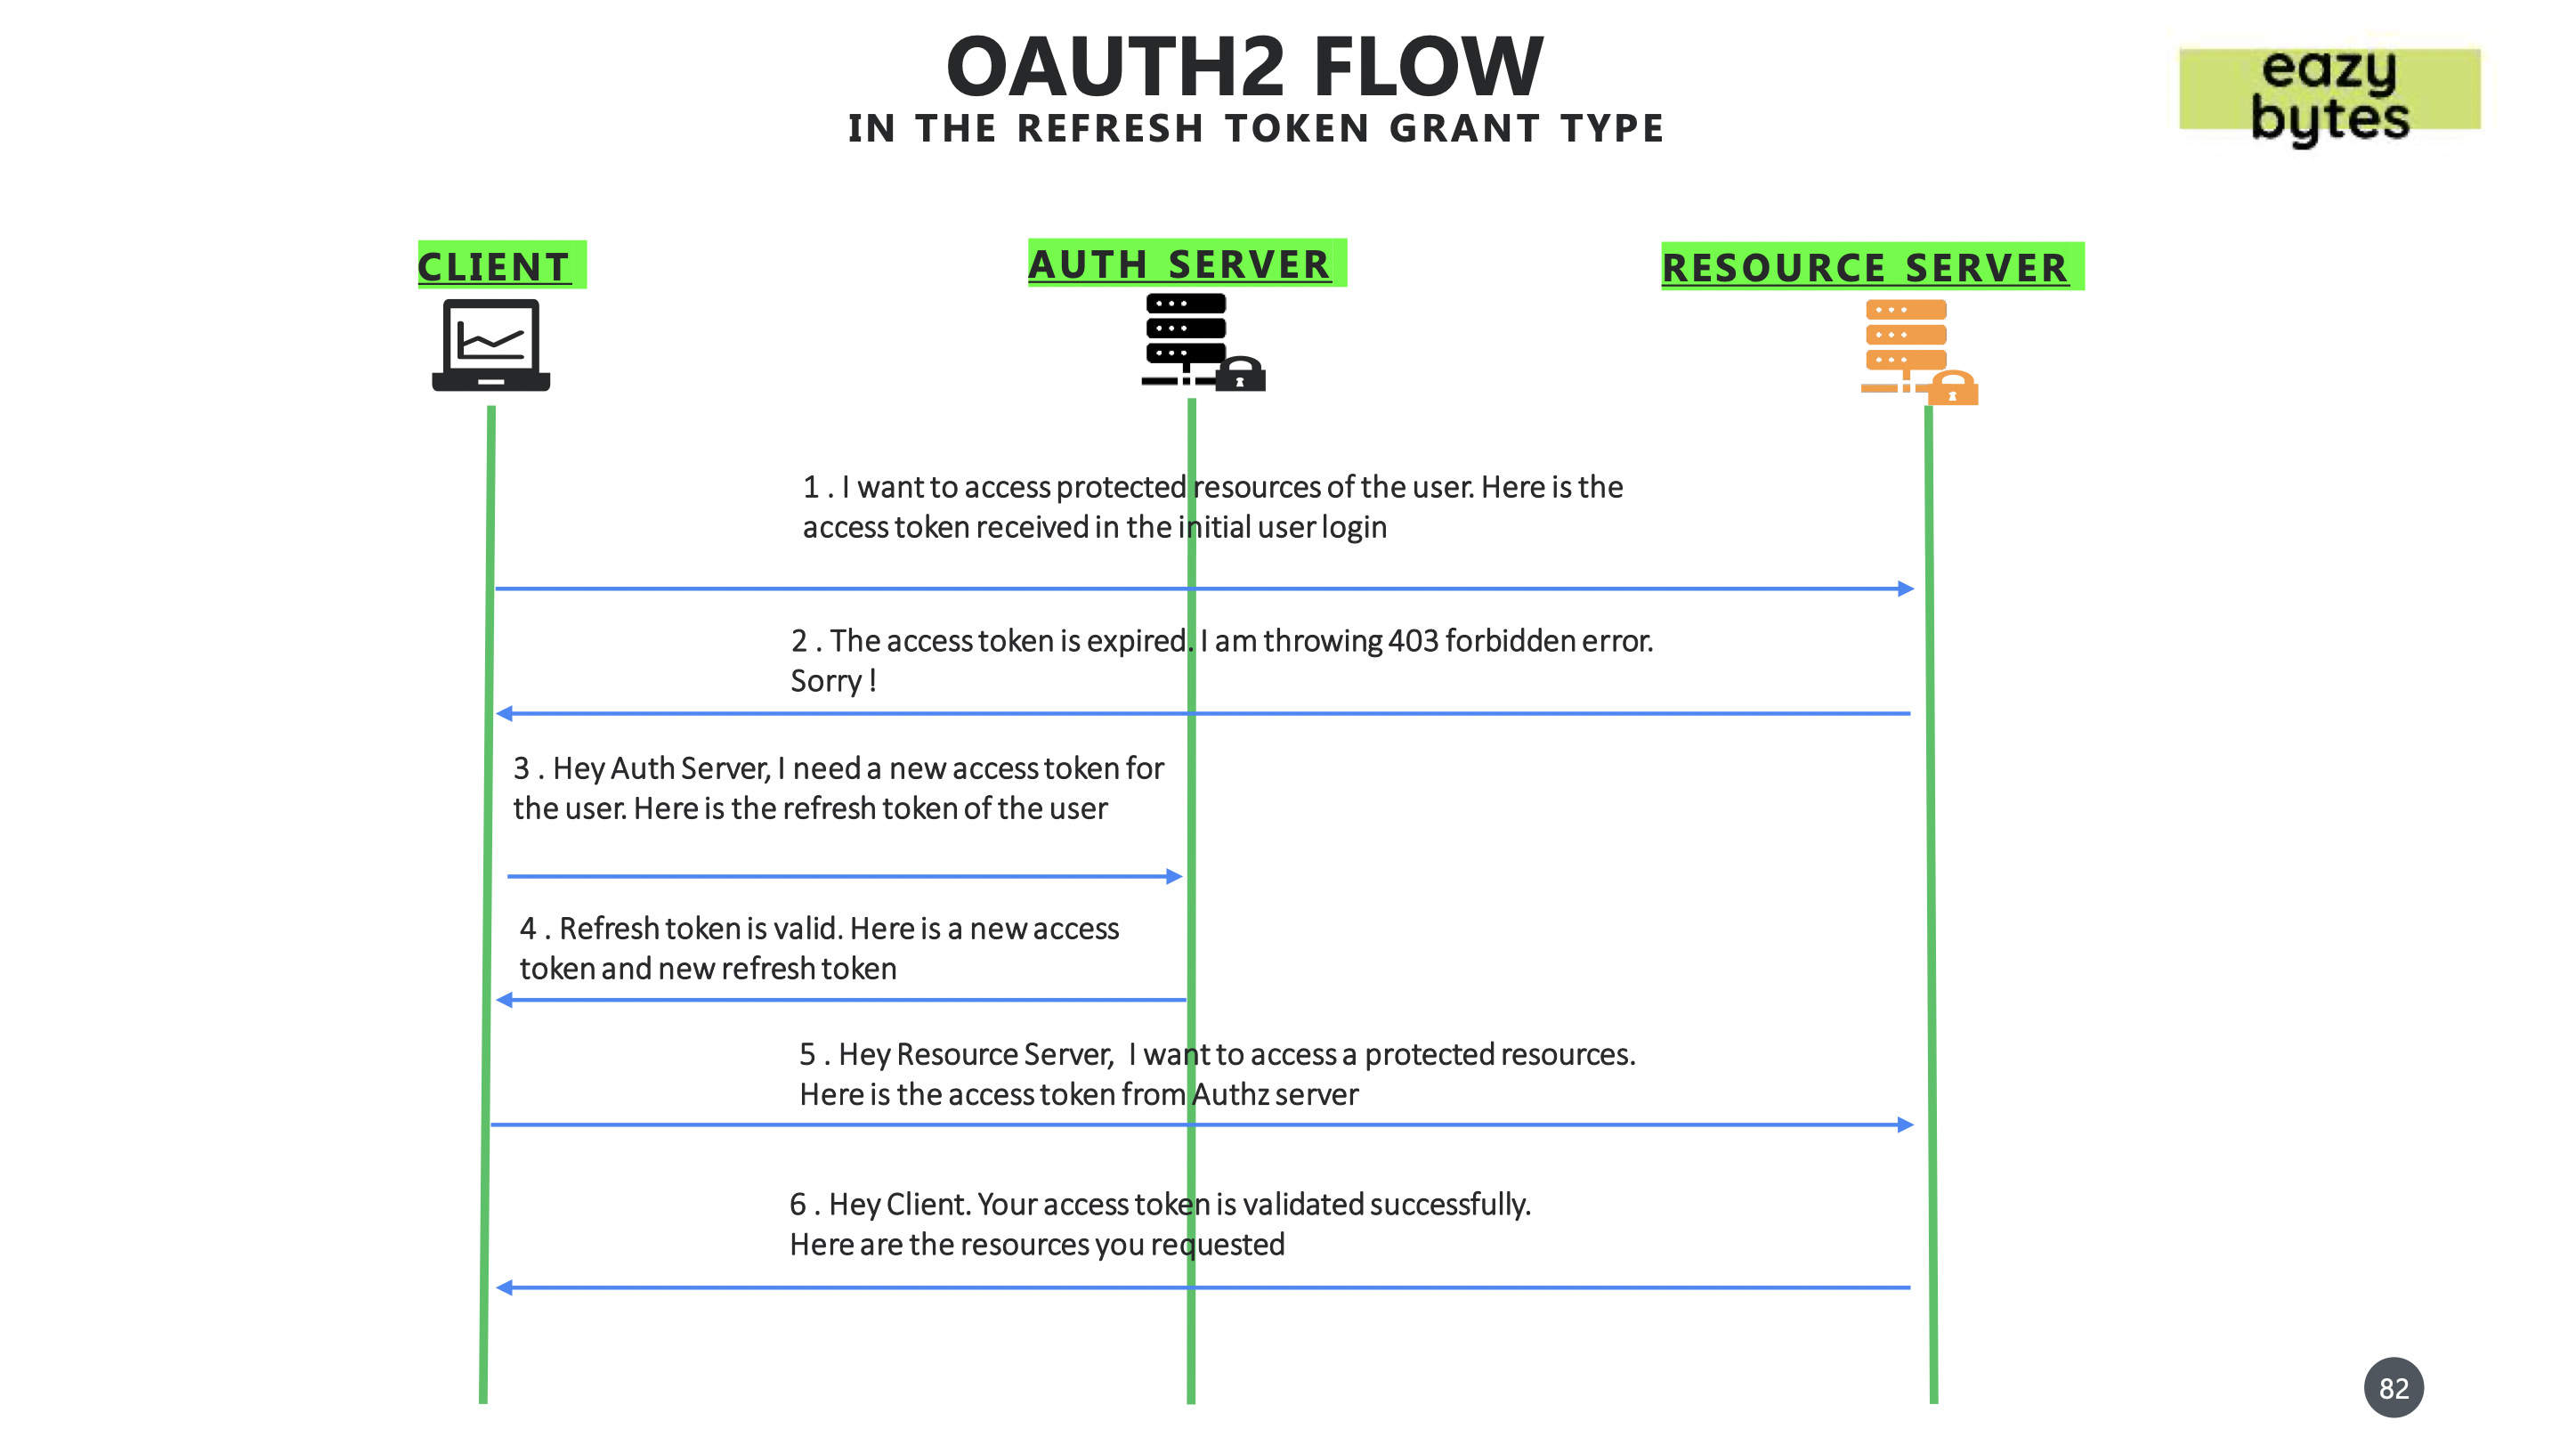 OAUTH2 FLOW
IN THE REFRESH TOKEN GRANT TYPE
eazy
bytes
CLIENT
AUTH SERVER
RESOURCE SERVER
1 . I want to access protected resources of the user. Here is the
access token received in the initial user login
2 . The access token is expired. I am throwing 403 forbidden error.
Sorry !
3 . Hey Auth Server, I need a new access token for
the user. Here is the refresh token of the user
4 . Refresh token is valid. Here is a new access
token and new refresh token
5 . Hey Resource Server,  I want to access a protected resources.
Here is the access token from Authz server
6 . Hey Client. Your access token is validated successfully.
Here are the resources you requested
82